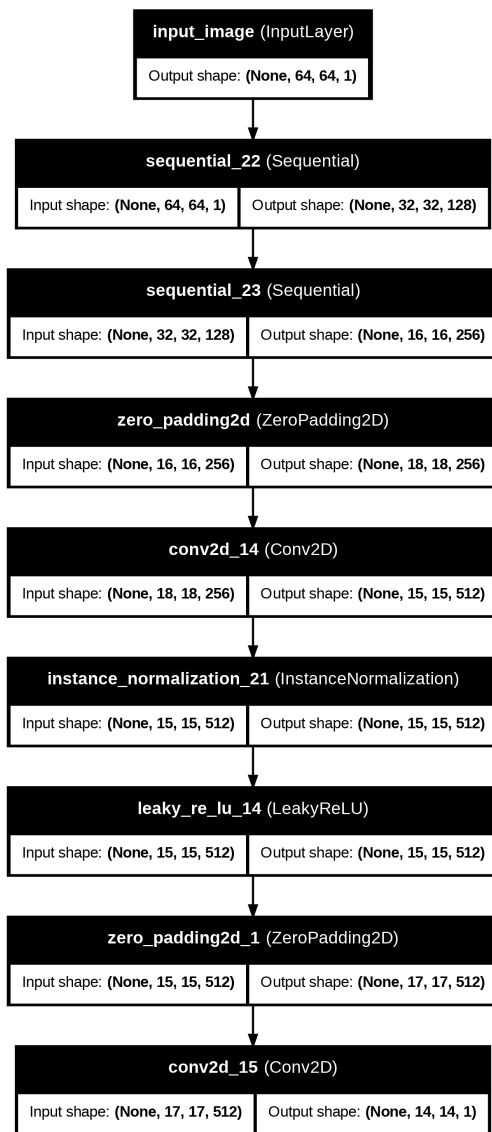 input_image (InputLayer)
Output shape: (None, 64, 64, 1)
sequential_22 (Sequential)
Input shape: (None, 64, 64, 1) Output shape: (None, 32, 32, 128)
sequential_23 (Sequential)
Input shape: (None, 32, 32, 128) Output shape: (None, 16, 16, 256)
zero_padding2d (ZeroPadding2D)
Input shape: (None, 16, 16, 256) Output shape: (None, 18, 18, 256)
conv2d_14 (Conv2D)
Input shape: (None, 18, 18, 256) Output shape: (None, 15, 15, 512)
instance_normalization_21 (InstanceNormalization)
Input shape: (None, 15, 15, 512) Output shape: (None, 15, 15, 512)
leaky_re_lu_14 (LeakyReLU)
Input shape: (None, 15, 15, 512) Output shape: (None, 15, 15, 512)
zero_padding2d_1 (ZeroPadding2D)
Input shape: (None, 15, 15, 512) Output shape: (None, 17, 17, 512)
conv2d_15 (Conv2D)
Input shape: (None, 17, 17, 512) Output shape: (None, 14, 14, 1)